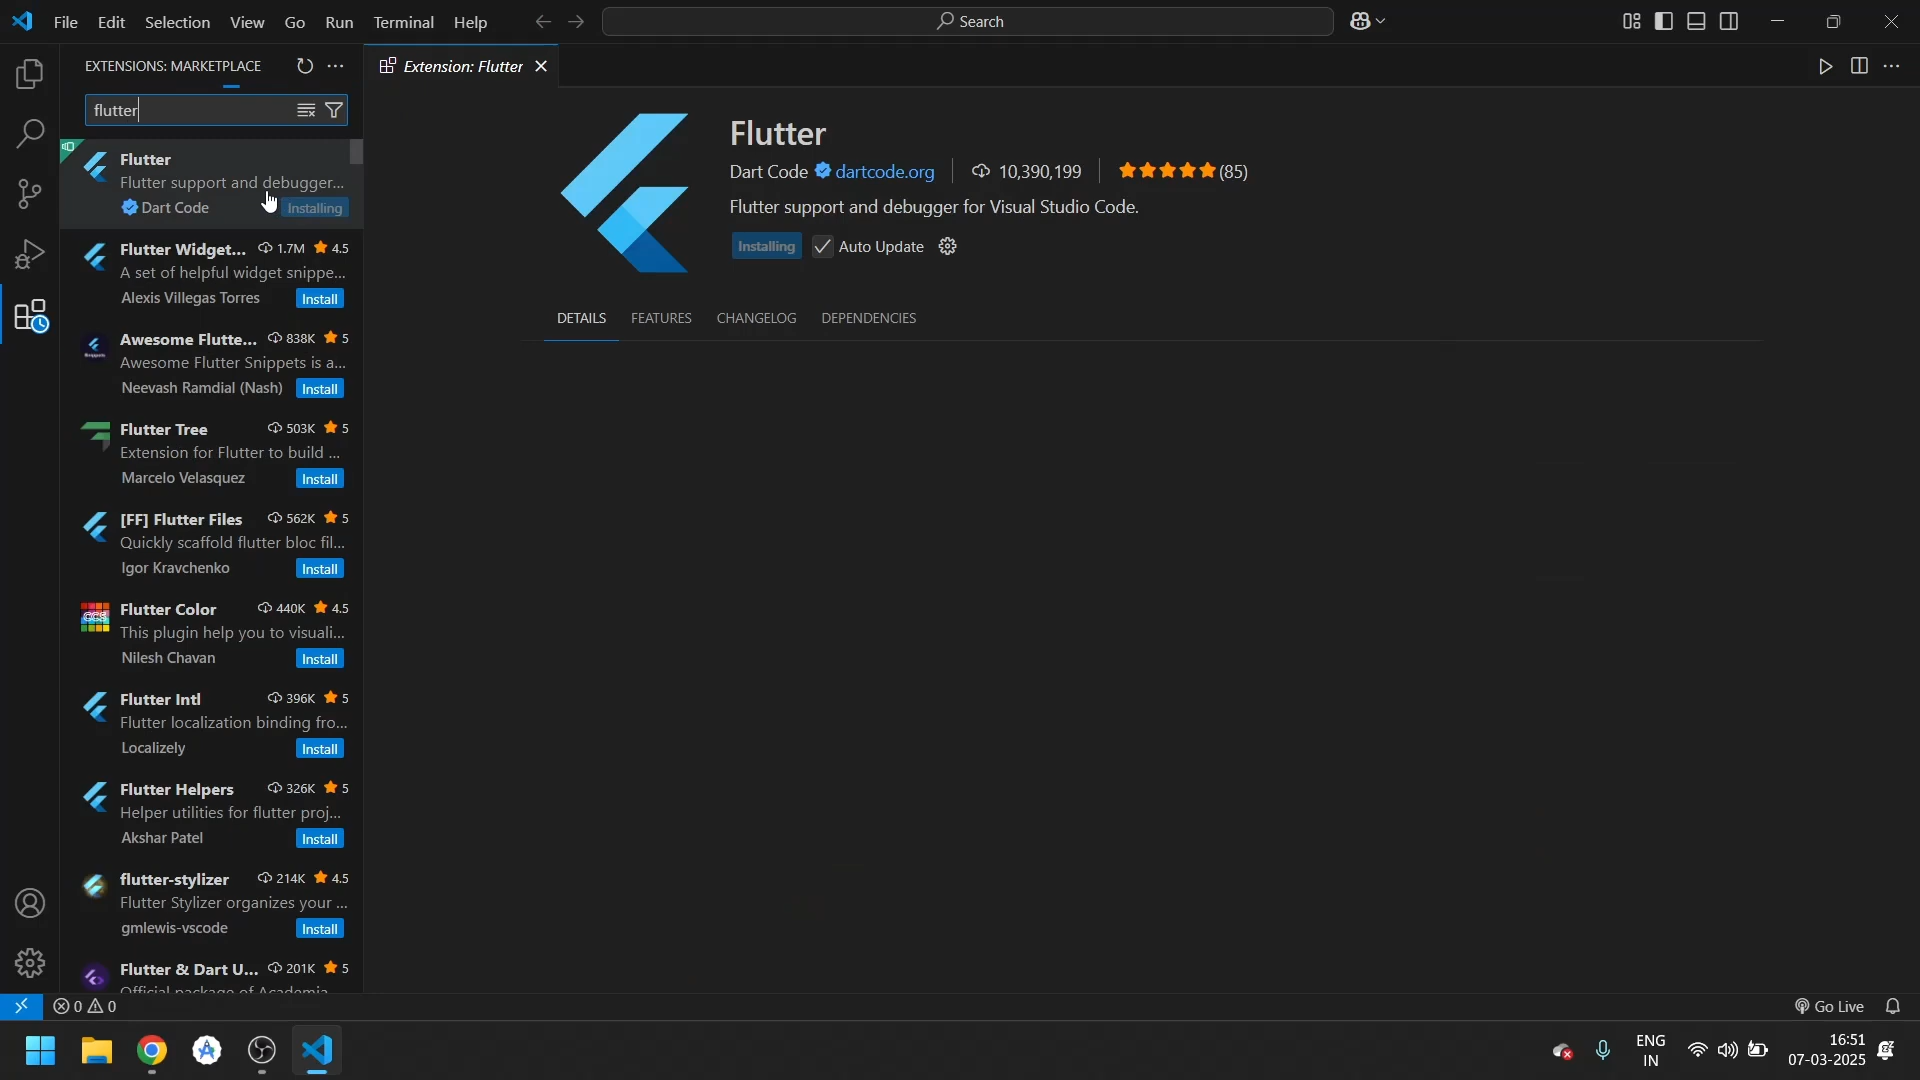 File Edit Selection View Go Run Terminal Help
Search
EXTENSIONS: MARKETPLACE
flutter
Flutter
Flutter support and debugger...
Dart Code Installing
Flutter Widget... 1.7M 4.5
A set of helpful widget snippe...
Alexis Villegas Torres Install
Awesome Flutte... 838K 5
Awesome Flutter Snippets is a...
Neevash Ramdial (Nash) Install
Flutter Tree 503K 5
Extension for Flutter to build ...
Marcelo Velasquez Install
[FF] Flutter Files 562K 5
Quickly scaffold flutter bloc fil...
Igor Kravchenko Install
Flutter Color 440K 4.5
This plugin help you to visuali...
Nilesh Chavan Install
Flutter Intl 396K 5
Flutter localization binding fro...
Localizely Install
Flutter Helpers 326K 5
Helper utilities for flutter proj...
Akshar Patel Install
flutter-stylizer 214K 4.5
Flutter Stylizer organizes your ...
gmlewis-vscode Install
Flutter & Dart U... 201K 5
Official package of Academia
Extension: Flutter
Flutter
Dart Code dartcode.org 10,390,199 (85)
Flutter support and debugger for Visual Studio Code.
Installing Auto Update
DETAILS FEATURES CHANGELOG DEPENDENCIES
0 0
Go Live
ENG
IN
16:51
07-03-2025